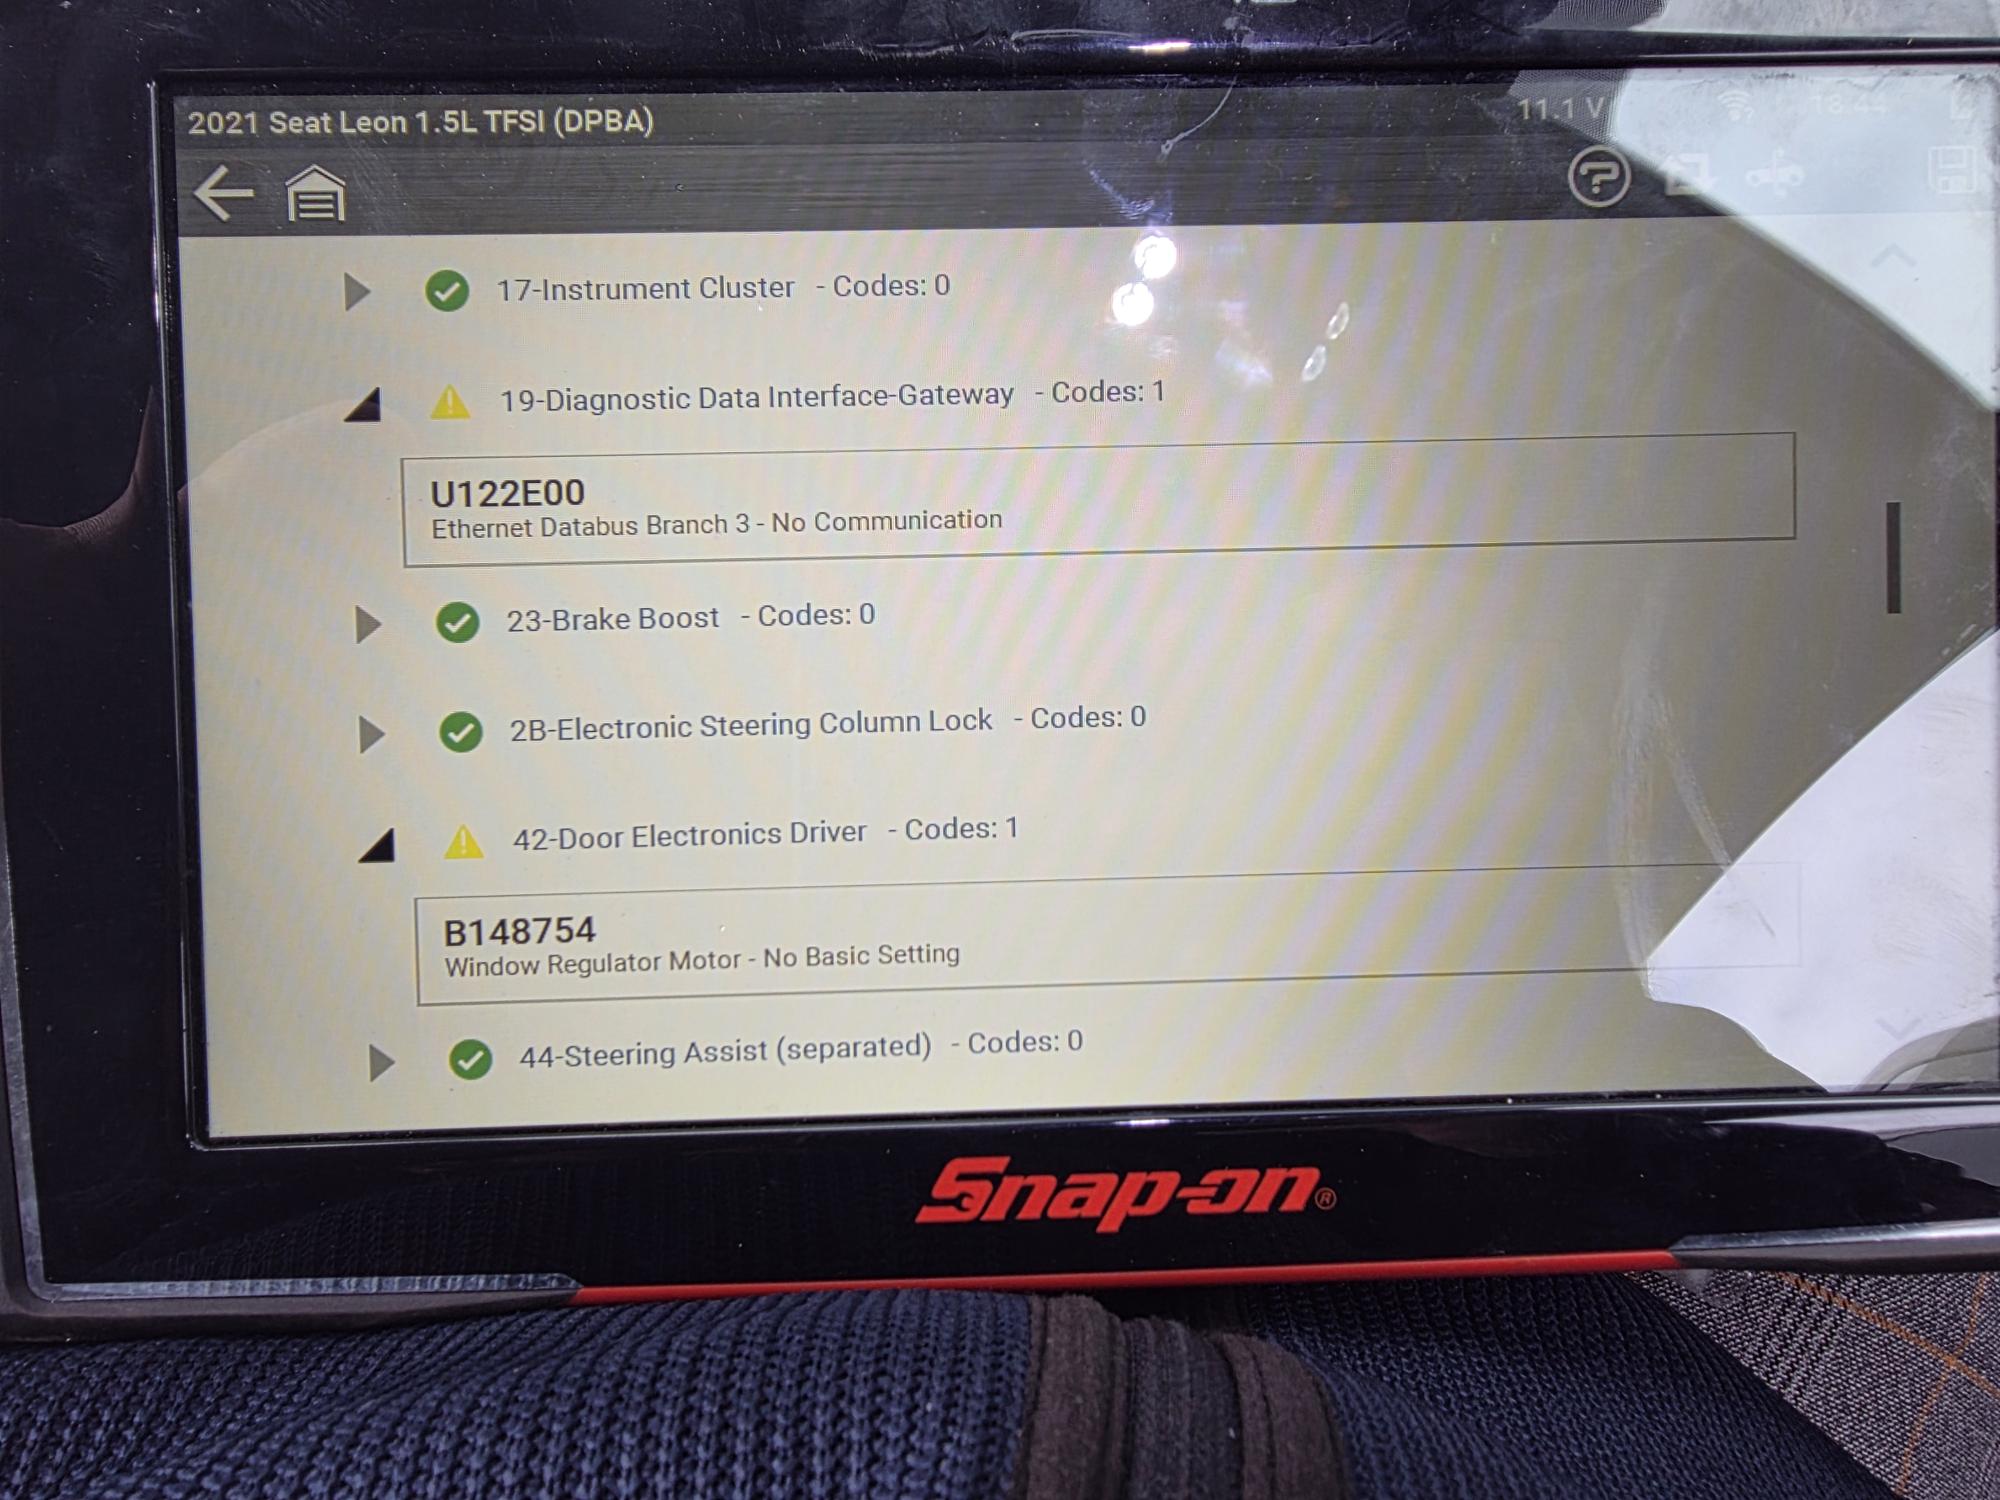 2021 Seat Leon 1.5L TFSI (DPBA)
11.1 V
17-Instrument Cluster - Codes: 0
19-Diagnostic Data Interface-Gateway - Codes: 1
U122E00
Ethernet Databus Branch 3 - No Communication
23-Brake Boost - Codes: 0
2B-Electronic Steering Column Lock - Codes: 0
42-Door Electronics Driver - Codes: 1
B148754
Window Regulator Motor - No Basic Setting
44-Steering Assist (separated) - Codes: 0
Snap-on®